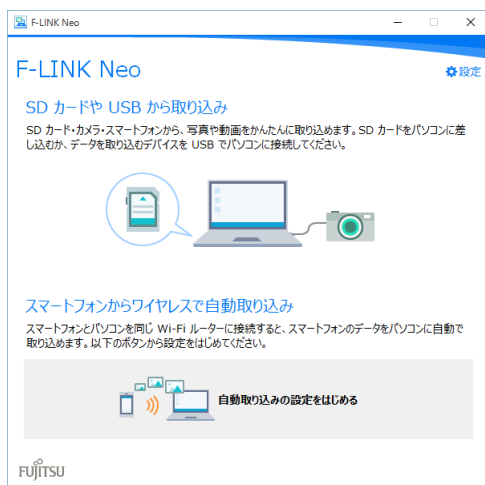 F-LINK Neo
F-LINK Neo
設定
SD カードや USB から取り込み
SD カード・カメラ・スマートフォンから、写真や動画をかんたんに取り込めます。SD カードをパソコンに差
し込むか、データを取り込むデバイスを USB でパソコンに接続してください。
スマートフォンからワイヤレスで自動取り込み
スマートフォンとパソコンを同じ Wi-Fi ルーターに接続すると、スマートフォンのデータをパソコンに自動で
取り込めます。以下のボタンから設定をはじめてください。
自動取り込みの設定をはじめる
FUJITSU